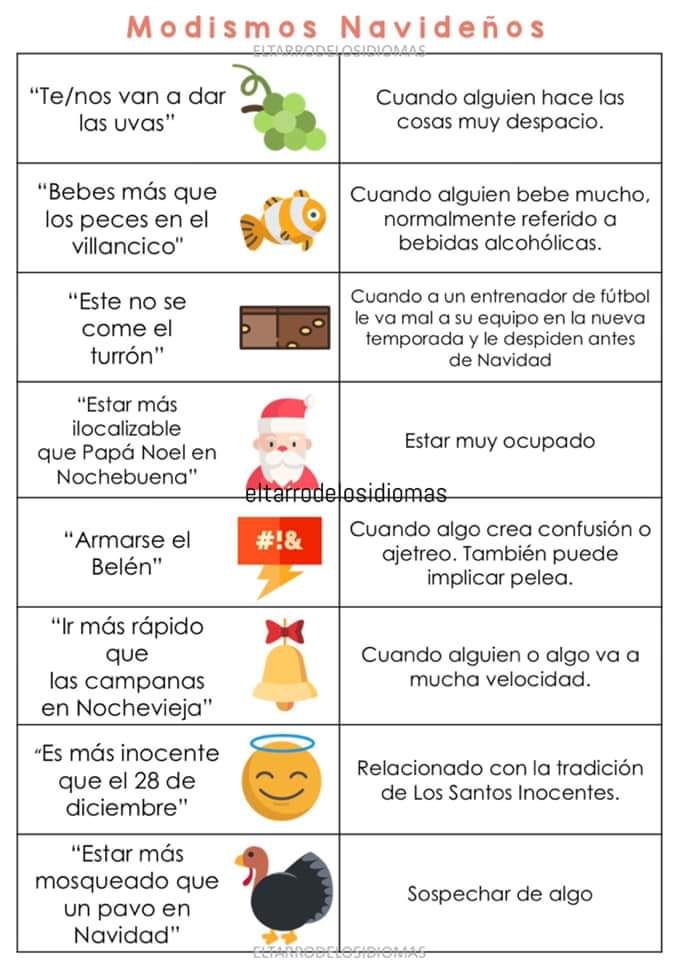 Modismos Navideños
ELTARRODELOSIDIOMAS
“Te/nos van a dar
las uvas”
Cuando alguien hace las
cosas muy despacio.
“Bebes más que
los peces en el
villancico"
Cuando alguien bebe mucho,
normalmente referido a
bebidas alcohólicas.
“Este no se
come el
turrón”
Cuando a un entrenador de fútbol
le va mal a su equipo en la nueva
temporada y le despiden antes
de Navidad
“Estar más
ilocalizable
que Papá Noel en
Nochebuena”
Estar muy ocupado
eltarrodelosidiomas
“Armarse el
Belén”
#!&
Cuando algo crea confusión o
ajetreo. También puede
implicar pelea.
“Ir más rápido
que
las campanas
en Nochevieja”
Cuando alguien o algo va a
mucha velocidad.
“Es más inocente
que el 28 de
diciembre”
Relacionado con la tradición
de Los Santos Inocentes.
“Estar más
mosqueado que
un pavo en
Navidad”
Sospechar de algo
ELTARRODELOSIDIOMAS